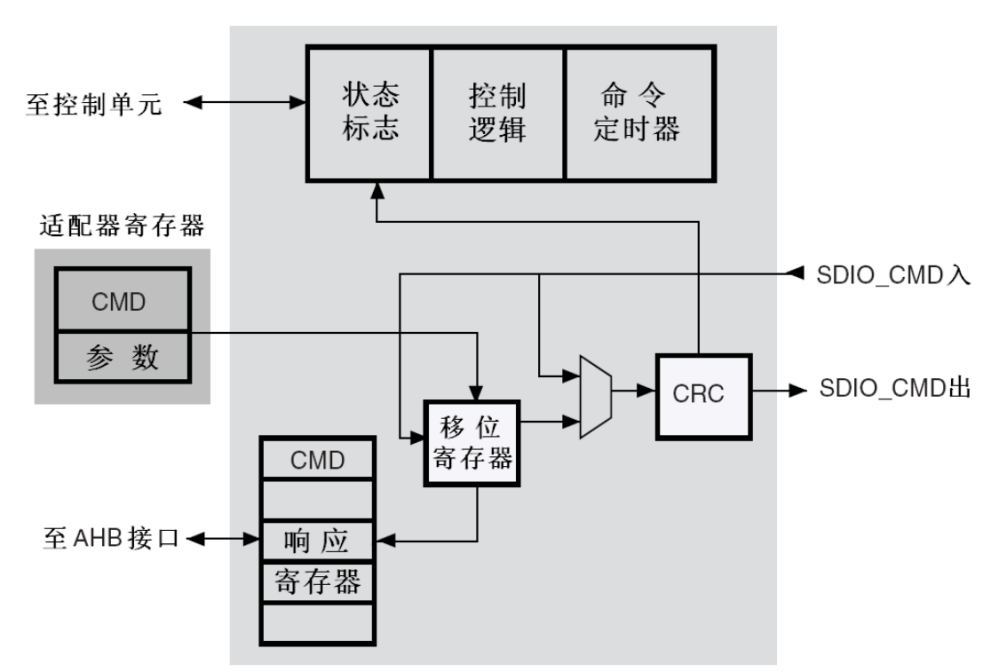 状态
标志
控制
逻辑
命令
定时器
至控制单元
适配器寄存器
CMD
参数
SDIO_CMD入
CRC
SDIO_CMD出
移位
寄存器
CMD
响应
寄存器
至AHB接口